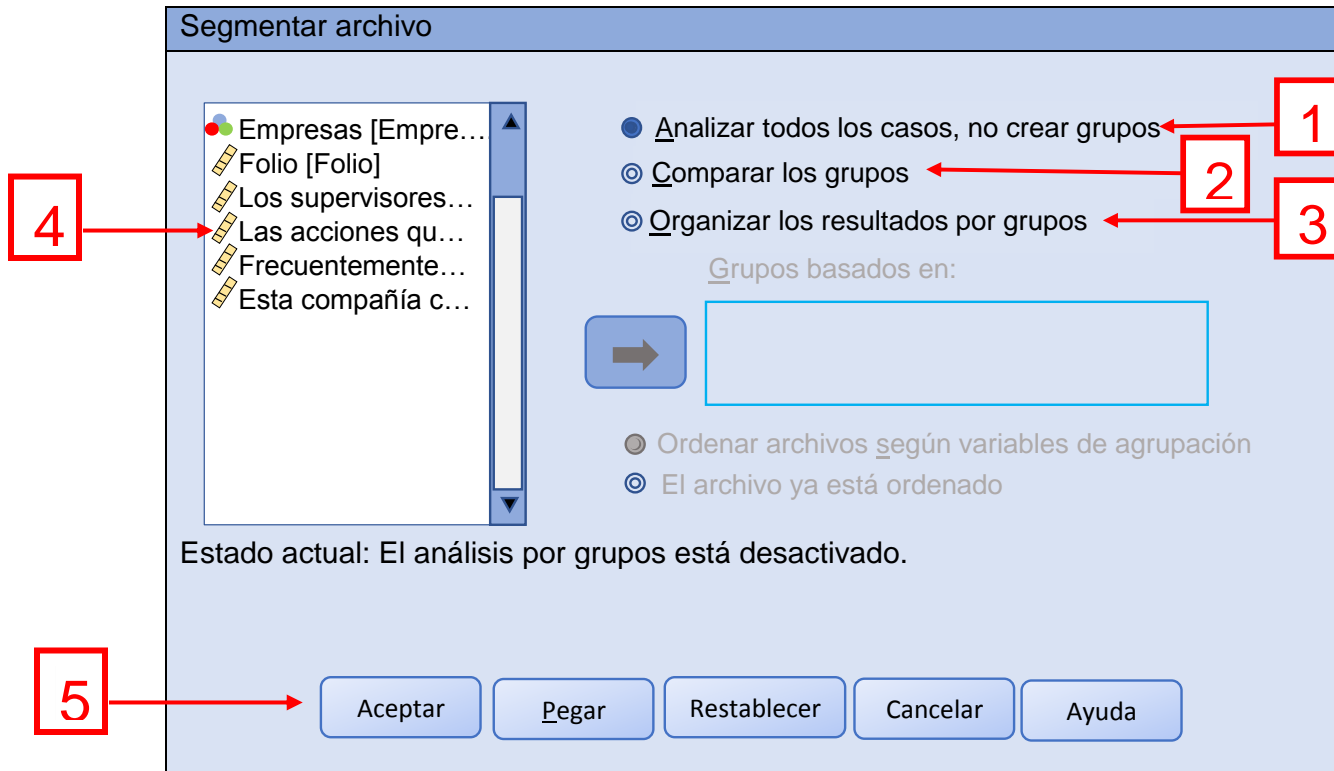 Segmentar archivo
Empresas [Empre…
Folio [Folio]
Los supervisores…
Las acciones qu…
Frecuentemente…
Esta compañía c…
4
Analizar todos los casos, no crear grupos
1
Comparar los grupos
2
Organizar los resultados por grupos
3
Grupos basados en:
Ordenar archivos según variables de agrupación
El archivo ya está ordenado
Estado actual: El análisis por grupos está desactivado.
5
Aceptar
Pegar
Restablecer
Cancelar
Ayuda